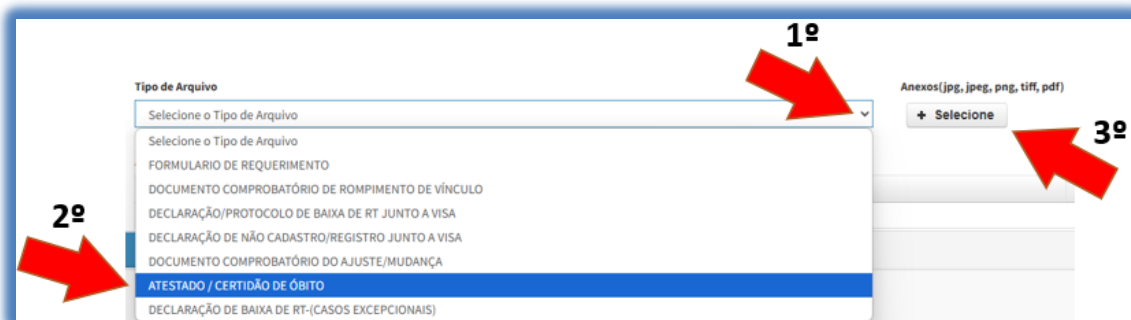 1º
Tipo de Arquivo
Anexos(jpg, jpeg, png, tiff, pdf)
Selecione o Tipo de Arquivo
+ Selecione
3º
Selecione o Tipo de Arquivo
FORMULARIO DE REQUERIMENTO
DOCUMENTO COMPROBATÓRIO DE ROMPIMENTO DE VÍNCULO
2º
DECLARAÇÃO/PROTOCOLO DE BAIXA DE RT JUNTO A VISA
DECLARAÇÃO DE NÃO CADASTRO/REGISTRO JUNTO A VISA
DOCUMENTO COMPROBATÓRIO DO AJUSTE/MUDANÇA
ATESTADO / CERTIDÃO DE ÓBITO
DECLARAÇÃO DE BAIXA DE RT-(CASOS EXCEPCIONAIS)